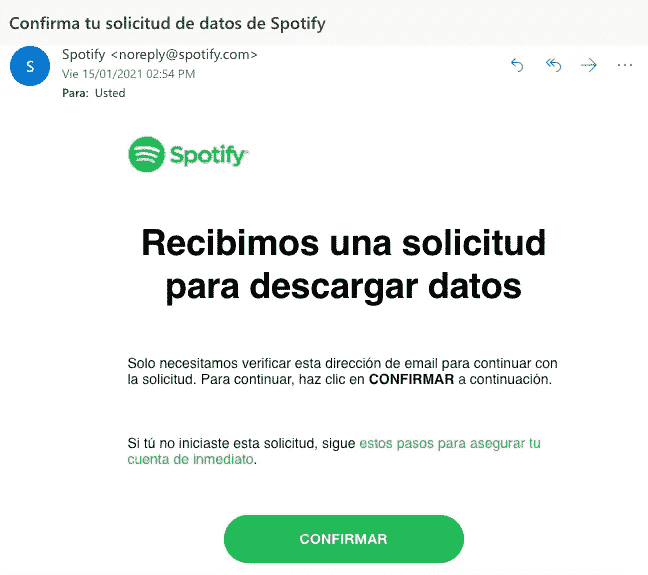 Confirma tu solicitud de datos de Spotify
S
Spotify <noreply@spotify.com>
Vie 15/01/2021 02:54 PM
Para: Usted
Spotify
Recibimos una solicitud
para descargar datos
Solo necesitamos verificar esta dirección de email para continuar con
la solicitud. Para continuar, haz clic en CONFIRMAR a continuación.
Si tú no iniciaste esta solicitud, sigue estos pasos para asegurar tu
cuenta de inmediato.
CONFIRMAR